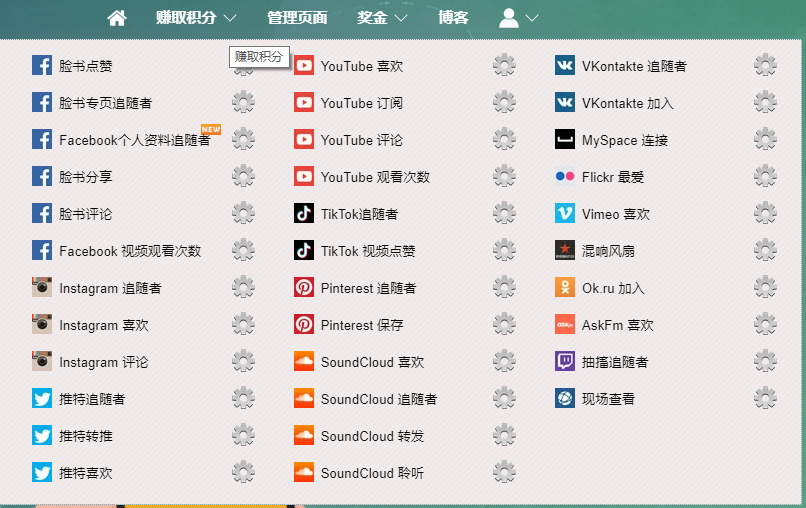 赚取积分
管理页面
奖金
博客
赚取积分
脸书点赞
脸书专页追随者
Facebook个人资料追随者
NEW
脸书分享
脸书评论
Facebook 视频观看次数
Instagram 追随者
Instagram 喜欢
Instagram 评论
推特追随者
推特转推
推特喜欢
YouTube 喜欢
YouTube 订阅
YouTube 评论
YouTube 观看次数
TikTok追随者
TikTok 视频点赞
Pinterest 追随者
Pinterest 保存
SoundCloud 喜欢
SoundCloud 追随者
SoundCloud 转发
SoundCloud 聆听
VKontakte 追随者
VKontakte 加入
MySpace 连接
Flickr 最爱
Vimeo 喜欢
混响风扇
Ok.ru 加入
AskFm 喜欢
抽搐追随者
现场查看